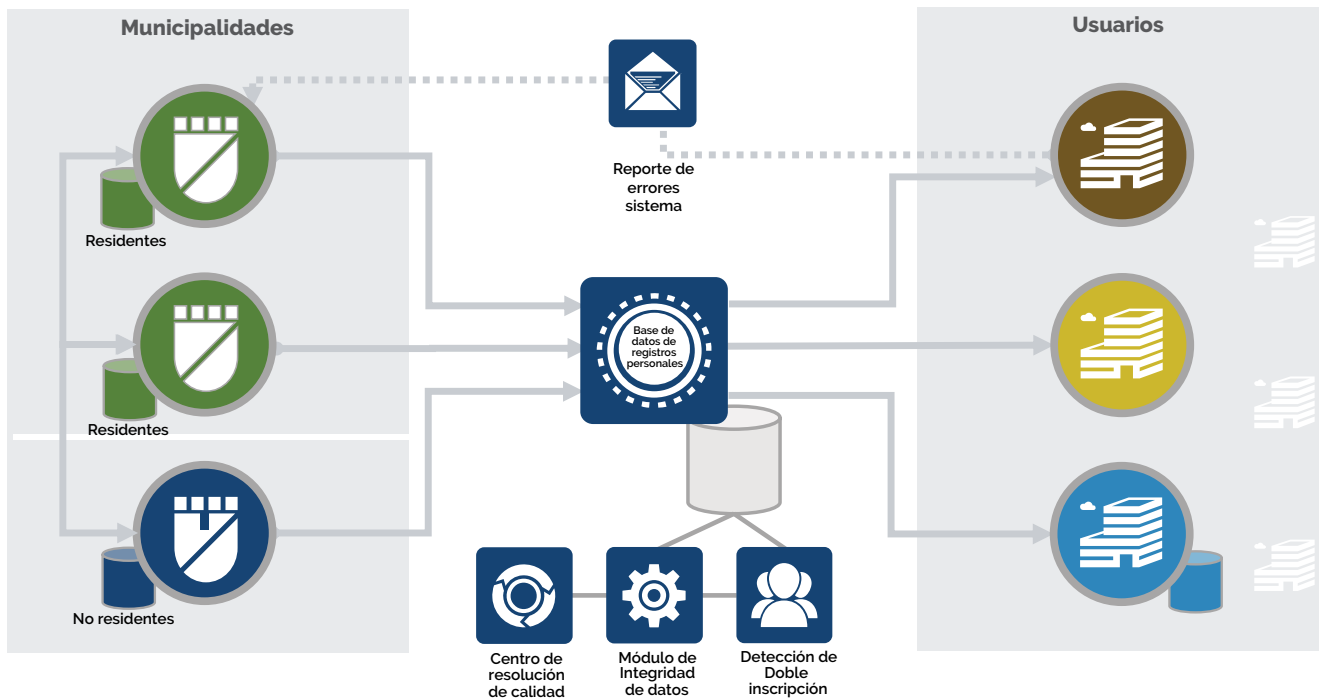 Municipalidades
Usuarios
Reporte de
errores
sistema
Residentes
Residentes
No residentes
Base de
datos de
registros
personales
Centro de
resolución
de calidad
Módulo de
Integridad
de datos
Detección de
Doble
inscripción